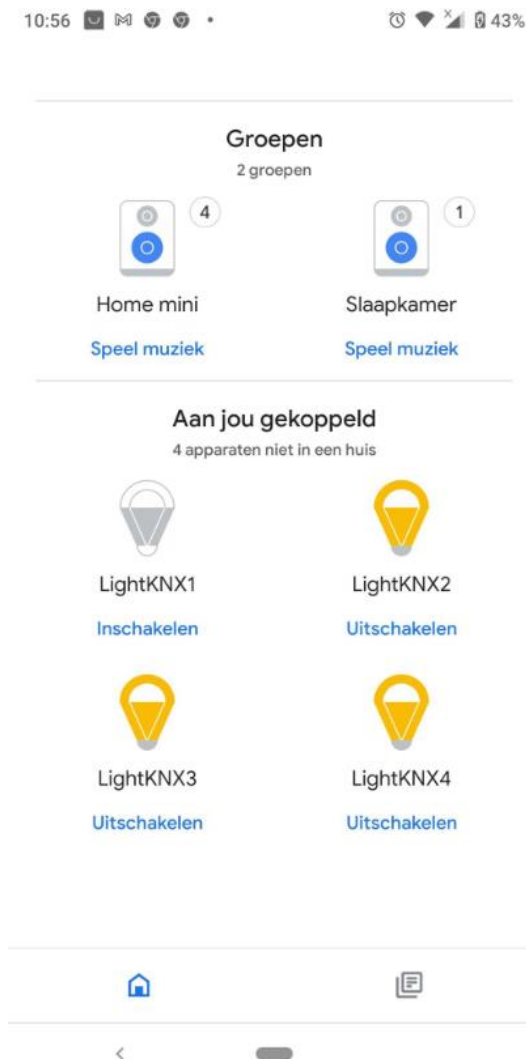 10:56
43%
Groepen
2 groepen
4
1
Home mini
Slaapkamer
Speel muziek
Speel muziek
Aan jou gekoppeld
4 apparaten niet in een huis
LightKNX1
LightKNX2
Inschakelen
Uitschakelen
LightKNX3
LightKNX4
Uitschakelen
Uitschakelen